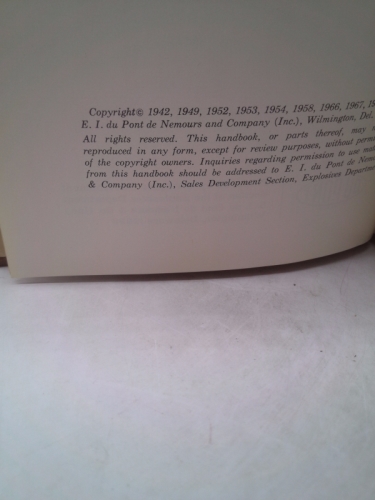 Copyright© 1942, 1949, 1952, 1953, 1954, 1958, 1966, 1967,
E. I. du Pont de Nemours and Company (Inc.), Wilmington, Del.
All rights reserved. This handbook, or parts thereof, may
reproduced in any form, except for review purposes, without
of the copyright owners. Inquiries regarding permission to use
from this handbook should be addressed to E. I. du Pont de
& Company (Inc.), Sales Development Section, Explosives